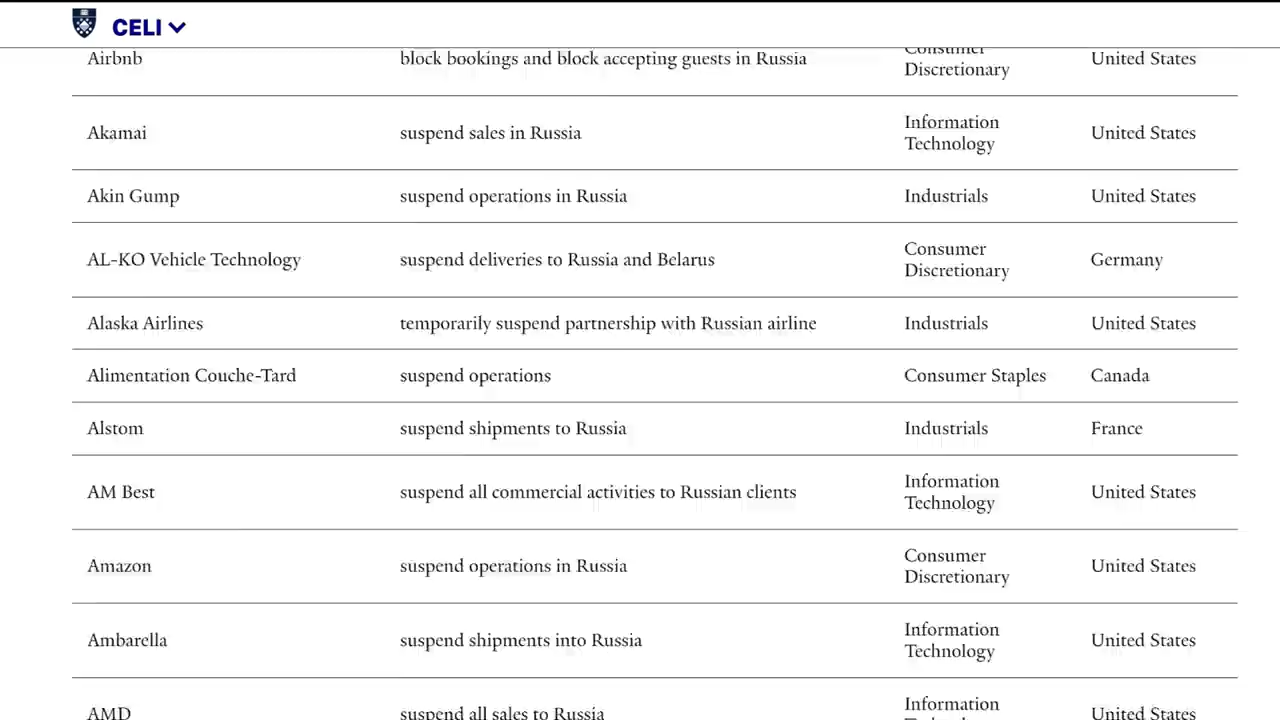 CELI
Airbnb block bookings and block accepting guests in Russia Consumer Discretionary United States
Akamai suspend sales in Russia Information Technology United States
Akin Gump suspend operations in Russia Industrials United States
AL-KO Vehicle Technology suspend deliveries to Russia and Belarus Consumer Discretionary Germany
Alaska Airlines temporarily suspend partnership with Russian airline Industrials United States
Alimentation Couche-Tard suspend operations Consumer Staples Canada
Alstom suspend shipments to Russia Industrials France
AM Best suspend all commercial activities to Russian clients Information Technology United States
Amazon suspend operations in Russia Consumer Discretionary United States
Ambarella suspend shipments into Russia Information Technology United States
AMD suspend all sales to Russia Information United States